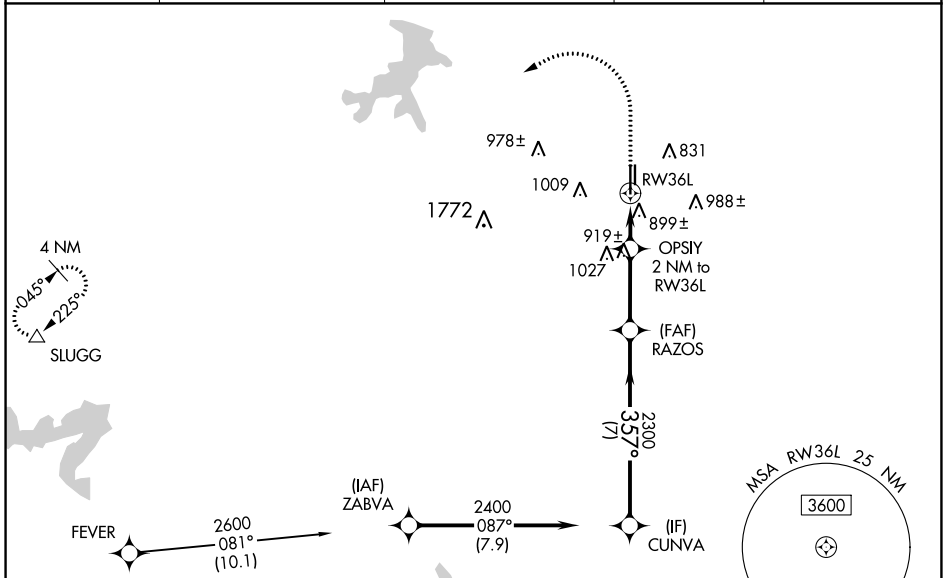 978±
831
1009
RW36L
1772
988±
899±
919±
OPSIY
2 NM to
RW36L
1027
4 NM
045°
225°
SLUGG
(FAF)
RAZOS
2300
357°
(7)
MSA RW36L 25 NM
3600
(IAF)
ZABVA
2400
087°
(7.9)
(IF)
CUNVA
FEVER
2600
081°
(10.1)